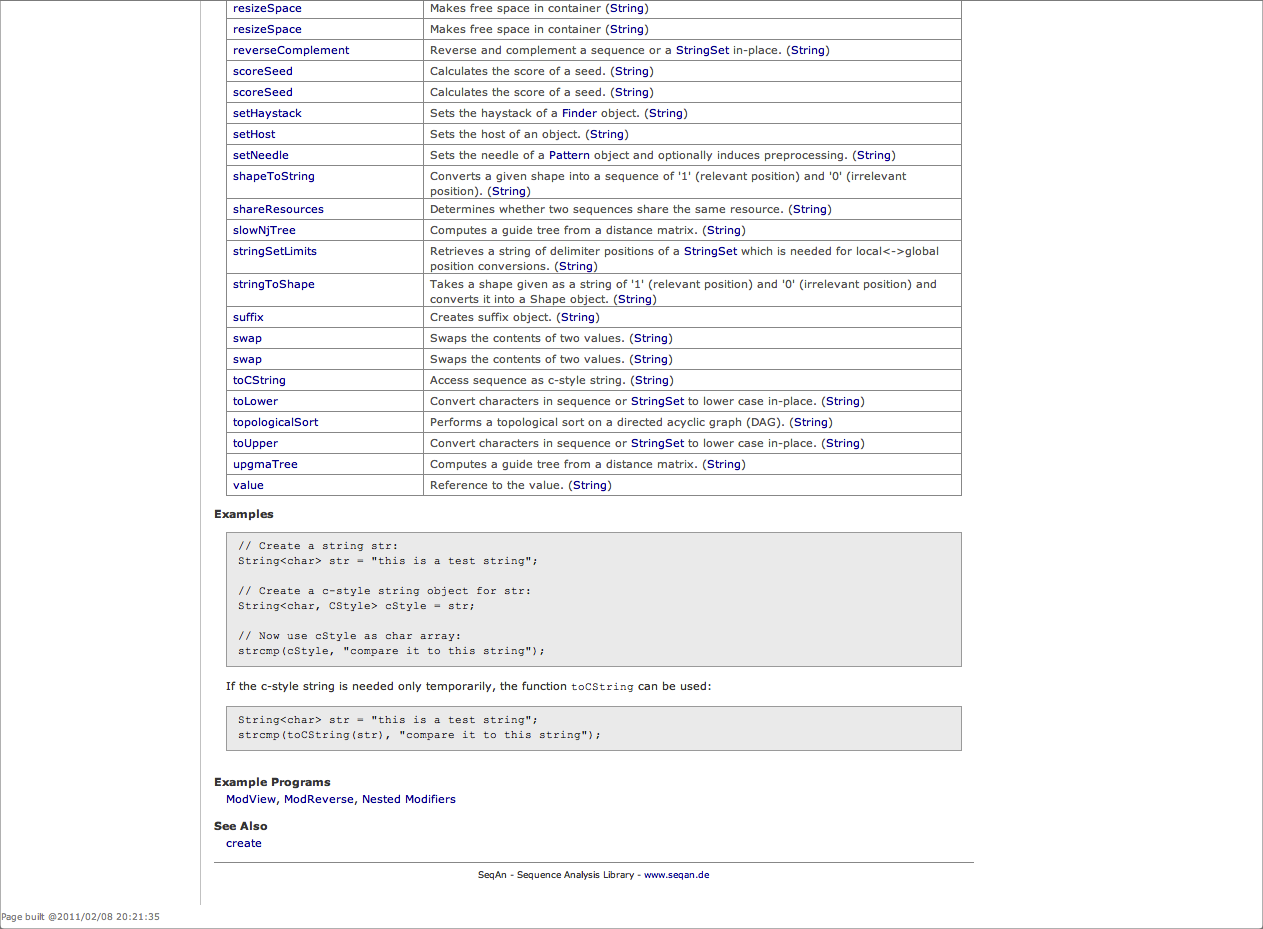 resizeSpace Makes free space in container (String)
resizeSpace Makes free space in container (String)
reverseComplement Reverse and complement a sequence or a StringSet in-place. (String)
scoreSeed Calculates the score of a seed. (String)
scoreSeed Calculates the score of a seed. (String)
setHaystack Sets the haystack of a Finder object. (String)
setHost Sets the host of an object. (String)
setNeedle Sets the needle of a Pattern object and optionally induces preprocessing. (String)
shapeToString Converts a given shape into a sequence of '1' (relevant position) and '0' (irrelevant
position). (String)
shareResources Determines whether two sequences share the same resource. (String)
slowNjTree Computes a guide tree from a distance matrix. (String)
stringSetLimits Retrieves a string of delimiter positions of a StringSet which is needed for local<->global
position conversions. (String)
stringToShape Takes a shape given as a string of '1' (relevant position) and '0' (irrelevant position) and
converts it into a Shape object. (String)
suffix Creates suffix object. (String)
swap Swaps the contents of two values. (String)
swap Swaps the contents of two values. (String)
toCString Access sequence as c-style string. (String)
toLower Convert characters in sequence or StringSet to lower case in-place. (String)
topologicalSort Performs a topological sort on a directed acyclic graph (DAG). (String)
toUpper Convert characters in sequence or StringSet to lower case in-place. (String)
upgmaTree Computes a guide tree from a distance matrix. (String)
value Reference to the value. (String)
Examples
// Create a string str:
String<char> str = "this is a test string";
// Create a c-style string object for str:
String<char, CStyle> cStyle = str;
// Now use cStyle as char array:
strcmp(cStyle, "compare it to this string");
If the c-style string is needed only temporarily, the function toCString can be used:
String<char> str = "this is a test string";
strcmp(toCString(str), "compare it to this string");
Example Programs
ModView, ModReverse, Nested Modifiers
See Also
create
SeqAn - Sequence Analysis Library - www.seqan.de
Page built @2011/02/08 20:21:35